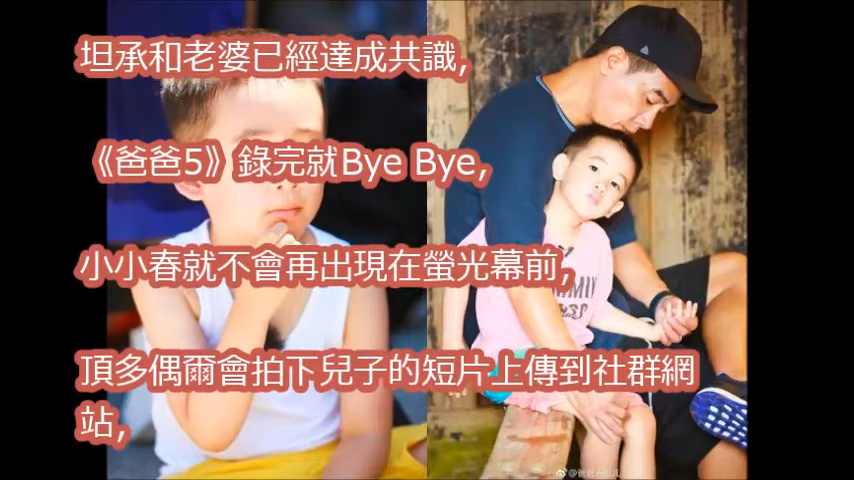 坦承和老婆已經達成共識,
《爸爸5》錄完就Bye Bye,
小小春就不會再出現在螢光幕前,
頂多偶爾會拍下兒子的短片上傳到社群網
站,